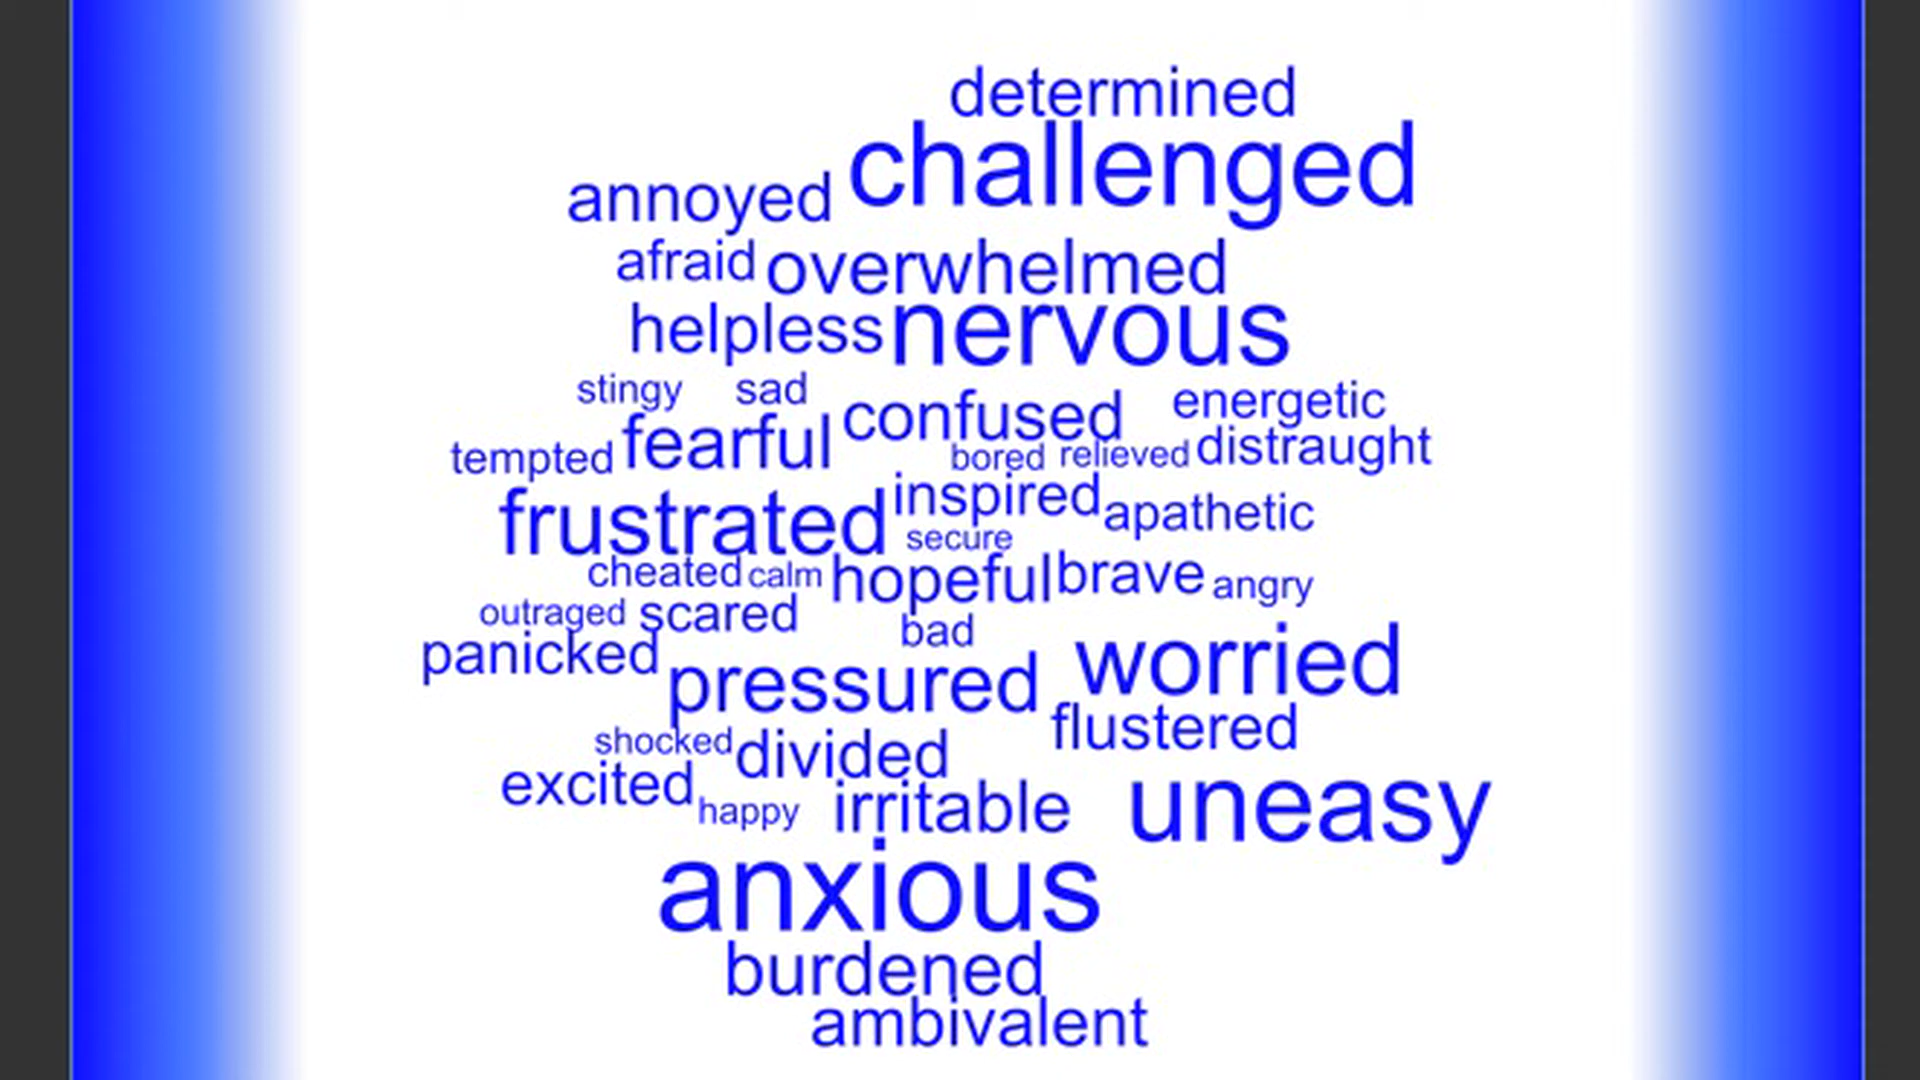 determined
challenged
annoyed
afraid overwhelmed
helpless nervous
stingy sad confused energetic
tempted fearful bored relieved distraught
frustrated inspired apathetic
secure
cheated calm hopeful brave angry
outraged scared bad
panicked pressured worried
flustered
shocked divided
excited happy irritable uneasy
anxious
burdened
ambivalent